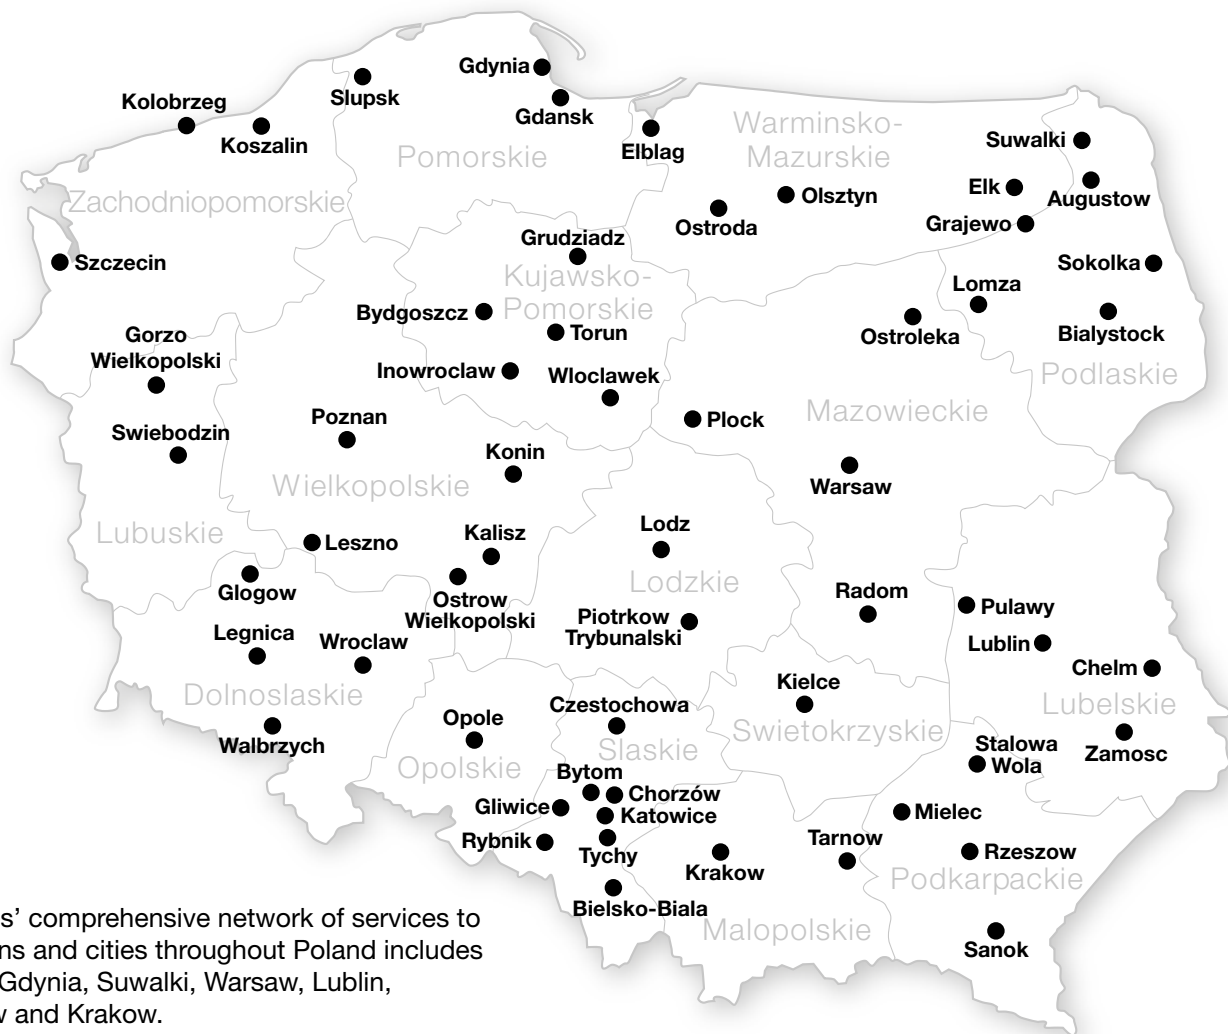 Gdynia
Slupsk
Kolobrzeg
Gdansk
Koszalin
Elblag
Warminsko-
Mazurskie
Suwalki
Pomorskie
Elk
Augustow
Olsztyn
Zachodniopomorskie
Ostroda
Grajewo
Grudziadz
Szczecin
Sokolka
Kujawsko-
Pomorskie
Lomza
Bydgoszcz
Torun
Ostroleka
Bialystock
Gorzo
Wielkopolski
Inowroclaw
Wloclawek
Podlaskie
Poznan
Plock
Mazowieckie
Swiebodzin
Konin
Wielkopolskie
Warsaw
Lubuskie
Leszno
Kalisz
Lodz
Lodzkie
Glogow
Ostrow
Wielkopolski
Radom
Pulawy
Piotrkow
Trybunalski
Legnica
Wroclaw
Lublin
Chelm
Dolnoslaskie
Kielce
Lubelskie
Czestochowa
Opole
Swietokrzyskie
Walbrzych
Slaskie
Stalowa
Wola
Zamosc
Opolskie
Bytom
Chorzów
Gliwice
Katowice
Mielec
Rybnik
Tychy
Tarnow
Krakow
Rzeszow
Podkarpackie
Bielsko-Biala
Malopolskie
Sanok
s’ comprehensive network of services to
ns and cities throughout Poland includes
Gdynia, Suwalki, Warsaw, Lublin,
w and Krakow.